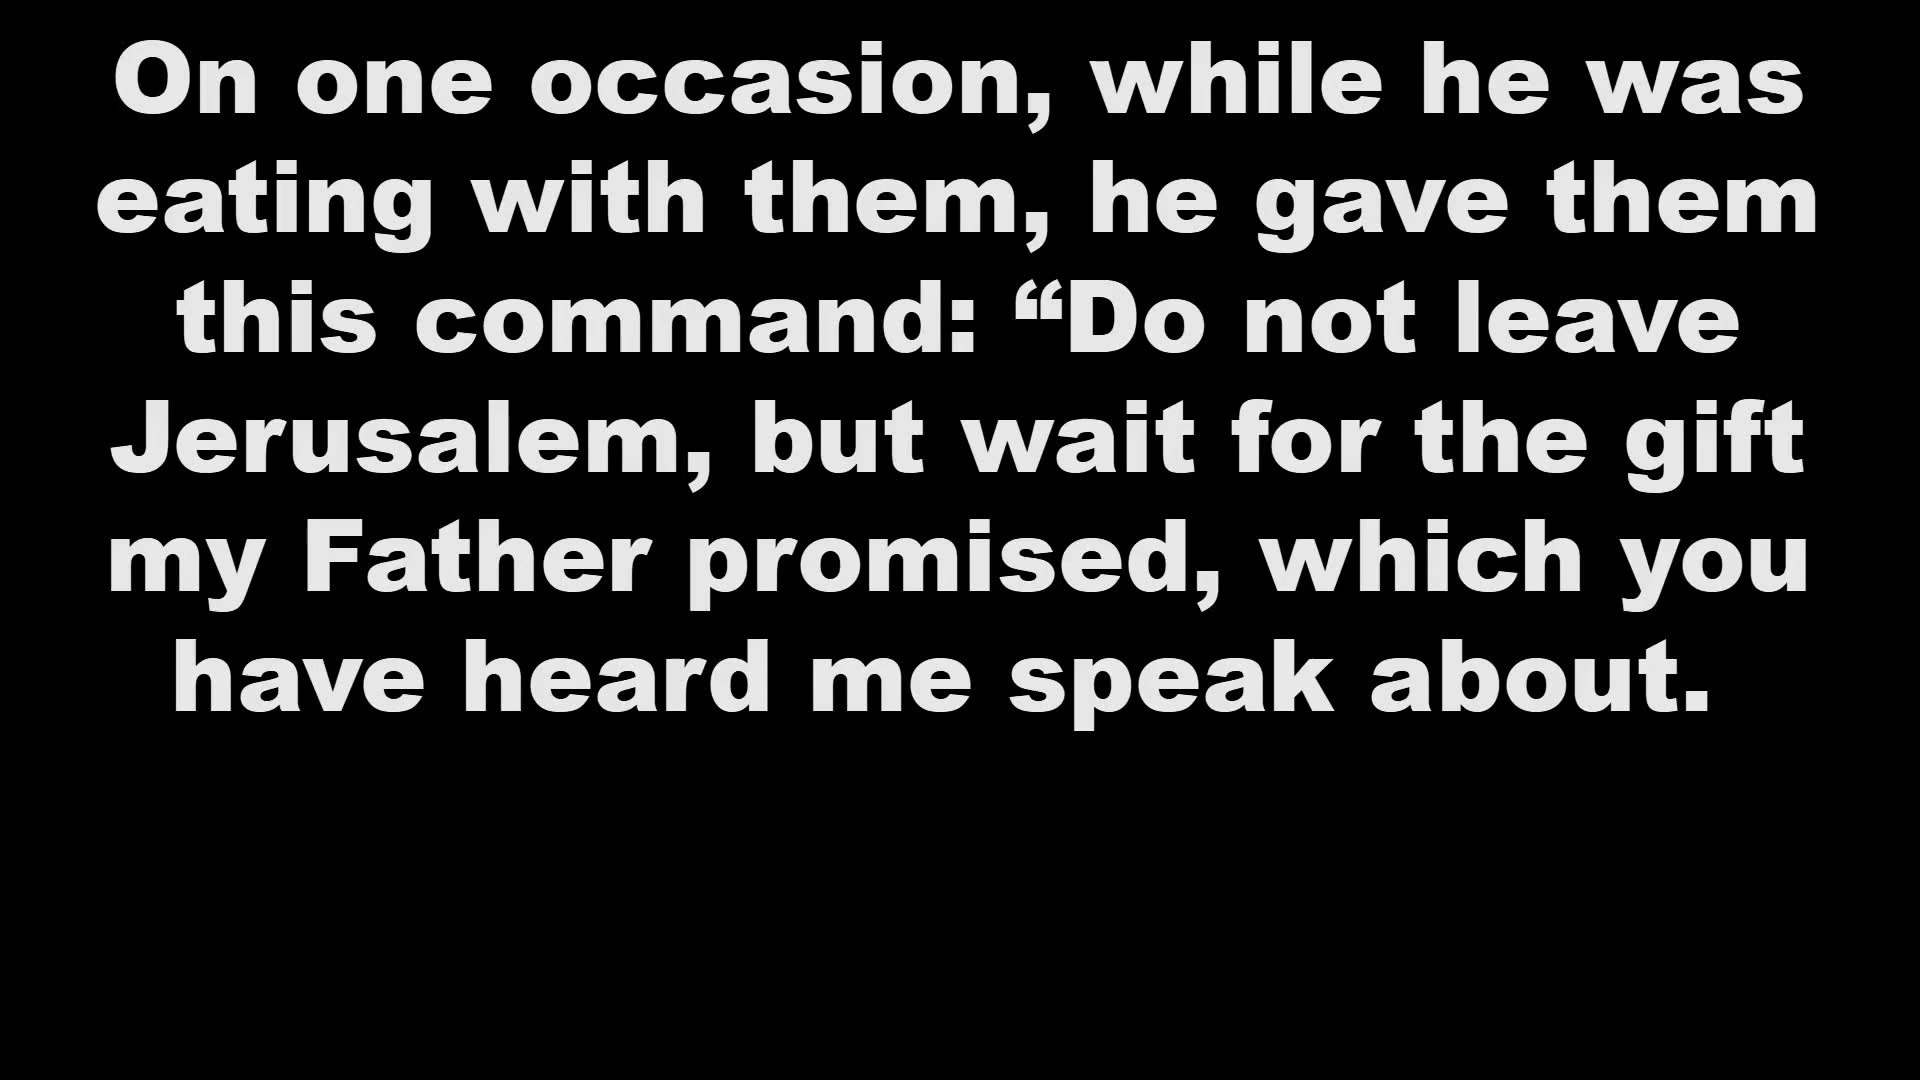 On one occasion, while he was
eating with them, he gave them
this command: “Do not leave
Jerusalem, but wait for the gift
my Father promised, which you
have heard me speak about.